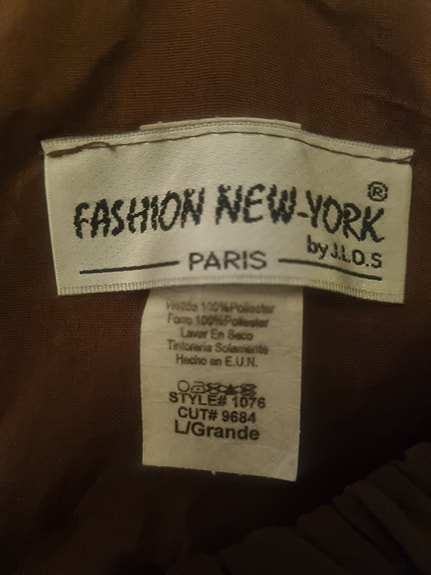 ®
FASHION NEW-YORK
by J.L.D.S
PARIS
Vestido 100%Poliester
Forro 100%Poliester
Lavar En Seco
Tintoreria Solamente
Hecho en E.U.N.
STYLE# 1076
CUT# 9684
L/Grande